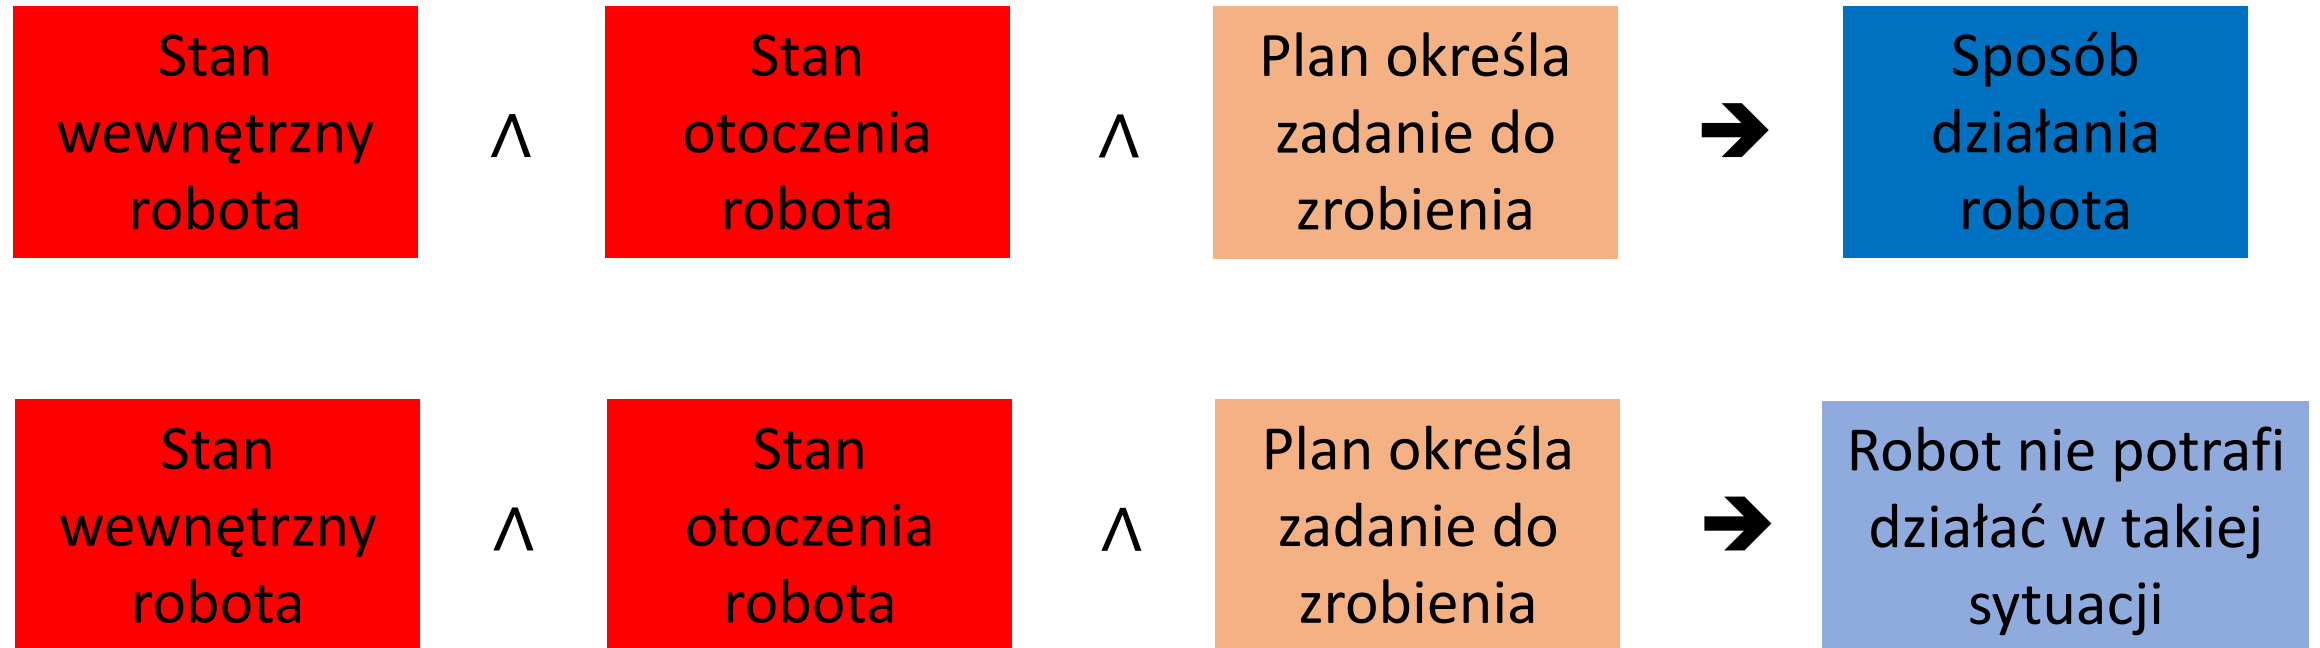 Stan
wewnętrzny
robota
Λ
Stan
otoczenia
robota
Λ
Plan określa
zadanie do
zrobienia
➔
Sposób
działania
robota
Stan
wewnętrzny
robota
Λ
Stan
otoczenia
robota
Λ
Plan określa
zadanie do
zrobienia
➔
Robot nie potrafi
działać w takiej
sytuacji